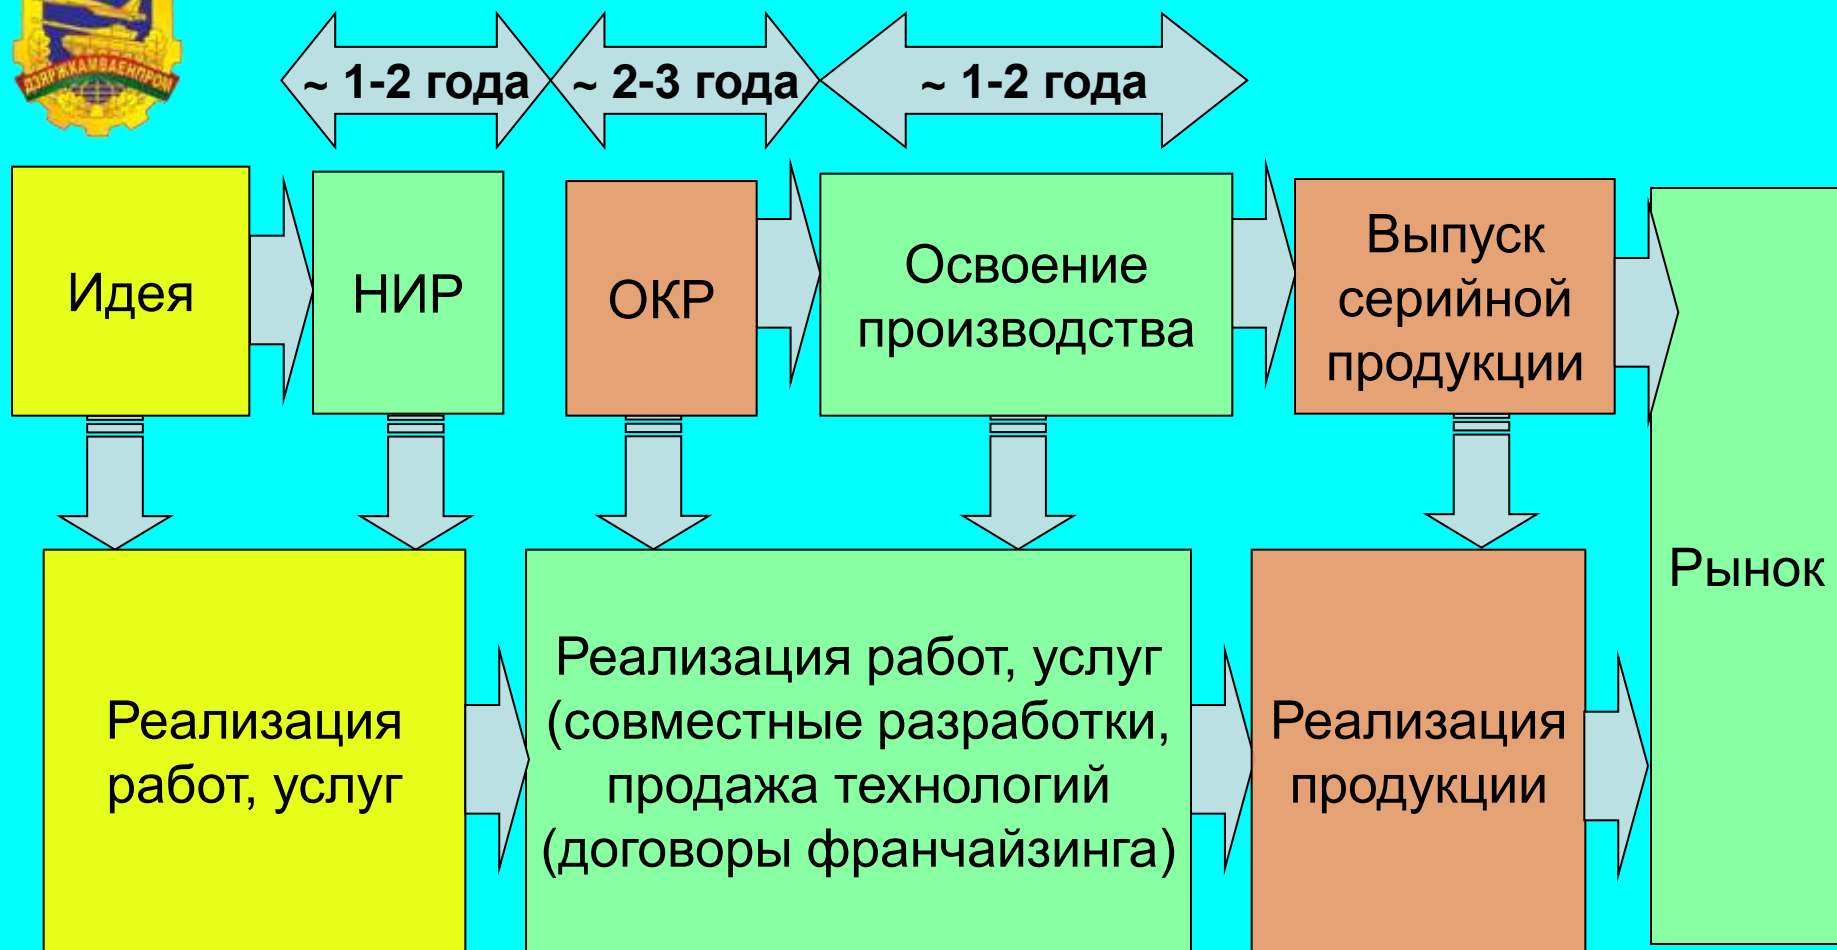 ДЗЯРЖКАМВАЕНПРОМ
~ 1-2 года
~ 2-3 года
~ 1-2 года
Идея
НИР
ОКР
Освоение
производства
Выпуск
серийной
продукции
Рынок
Реализация
работ, услуг
Реализация работ, услуг
(совместные разработки,
продажа технологий
(договоры франчайзинга)
Реализация
продукции